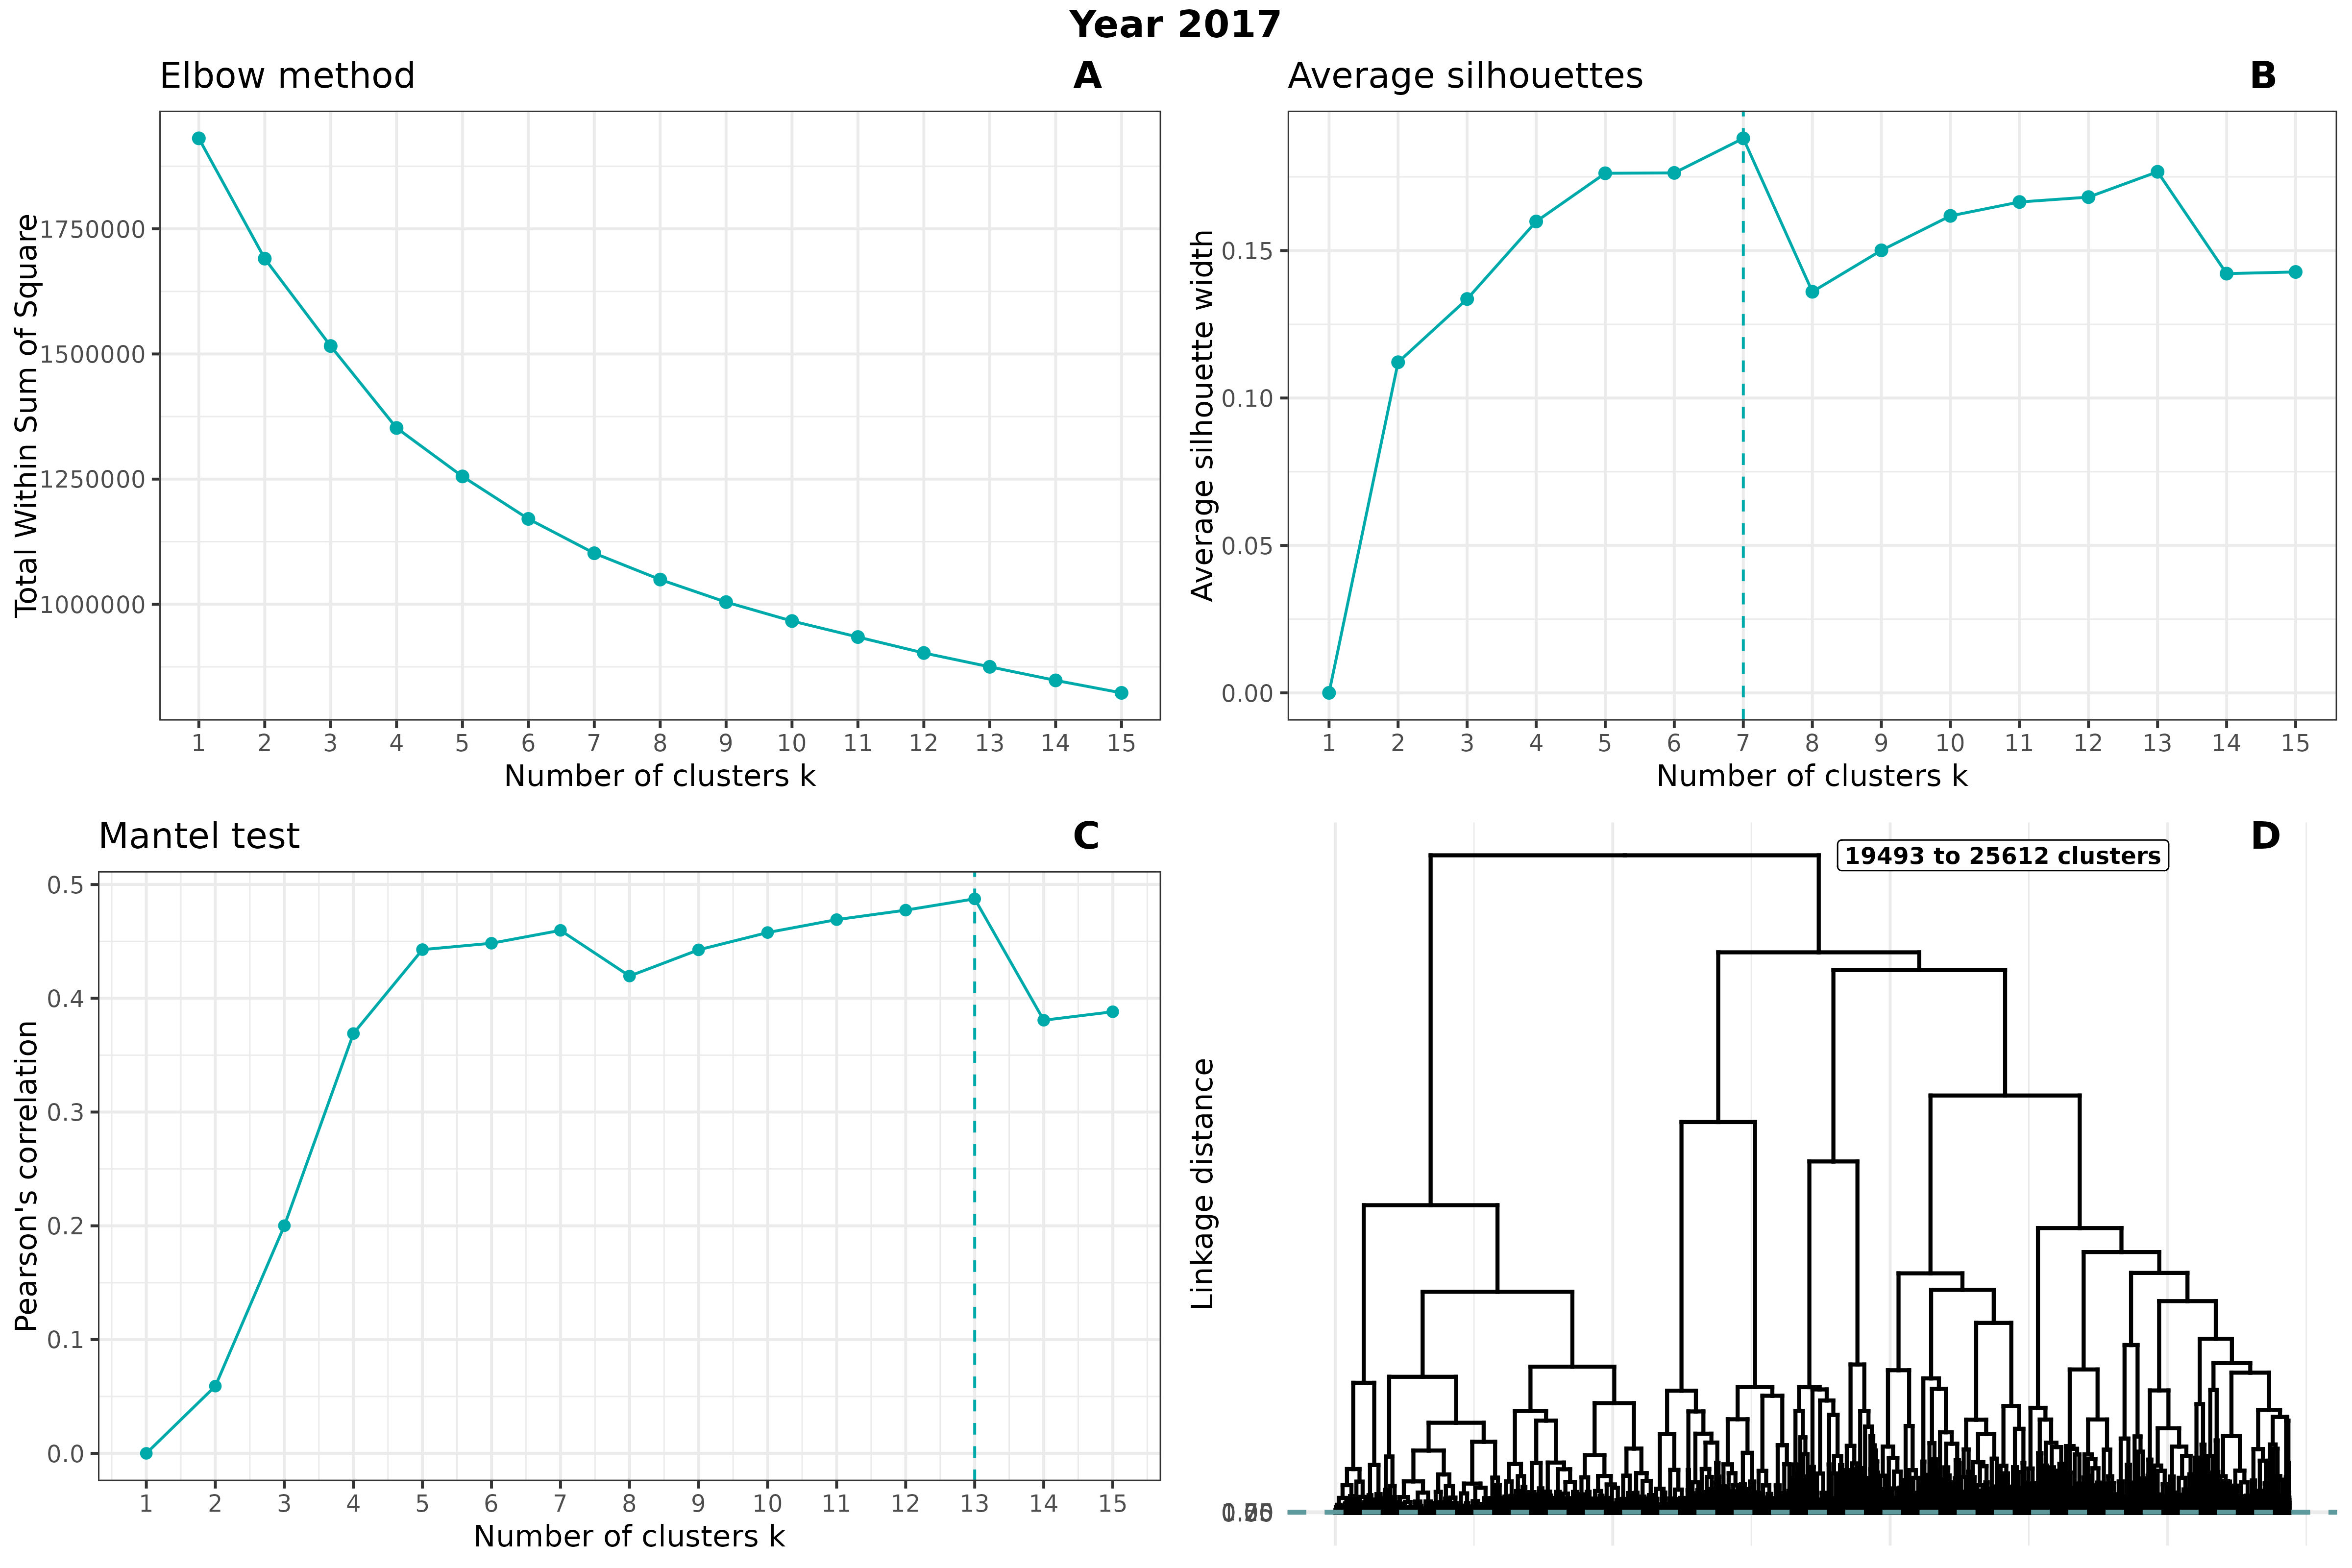 Year 2017
Elbow method
A
Total Within Sum of Square
1750000
1500000
1250000
1000000
1 2 3 4 5 6 7 8 9 10 11 12 13 14 15
Number of clusters k
Average silhouettes
B
Average silhouette width
0.15
0.10
0.05
0.00
1 2 3 4 5 6 7 8 9 10 11 12 13 14 15
Number of clusters k
Mantel test
C
Pearson's correlation
0.5
0.4
0.3
0.2
0.1
0.0
1 2 3 4 5 6 7 8 9 10 11 12 13 14 15
Number of clusters k
D
19493 to 25612 clusters
Linkage distance